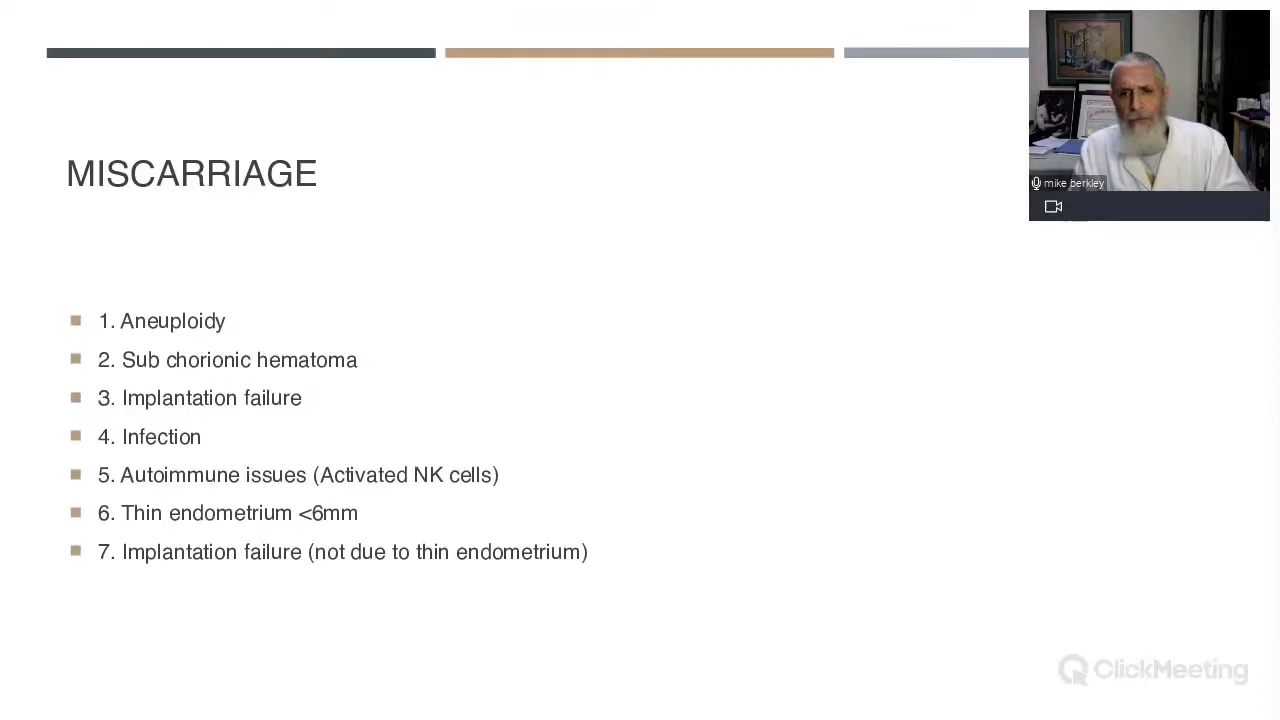 MISCARRIAGE
1. Aneuploidy
2. Sub chorionic hematoma
3. Implantation failure
4. Infection
5. Autoimmune issues (Activated NK cells)
6. Thin endometrium <6mm
7. Implantation failure (not due to thin endometrium)
mike berkley
ClickMeeting